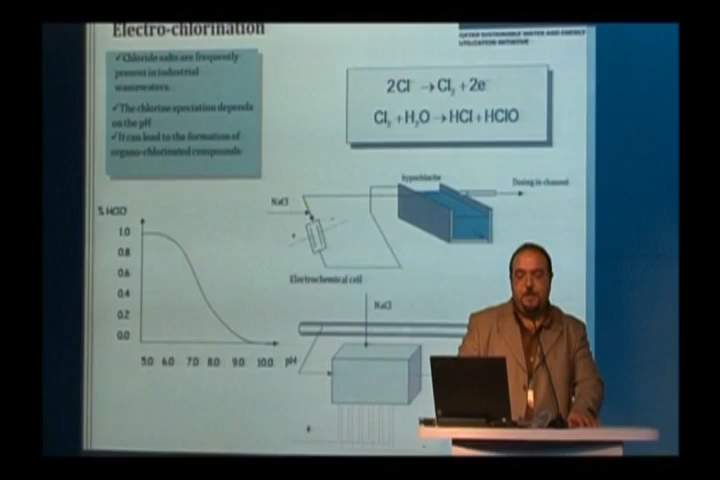 Electro-chlorination
QATAR SUSTAINABLE WATER AND ENERGY
UTILIZATION INITIATIVE
✓Chloride salts are frequently
present in industrial
wastewaters.
✓The chlorine speciation depends
on the pH
✓It can lead to the formation of
organo-chlorinated compounds
2Cl⁻ →Cl₂ + 2e⁻
Cl₂ + H₂O → HCl + HClO
hypochlorite
Dosing in channel
NaCl
+
Electrochemical cell
% HClO
1.0
0.8
0.6
0.4
0.2
0.0
5.0 6.0 7.0 8.0 9.0 10.0 pH
NaCl
+